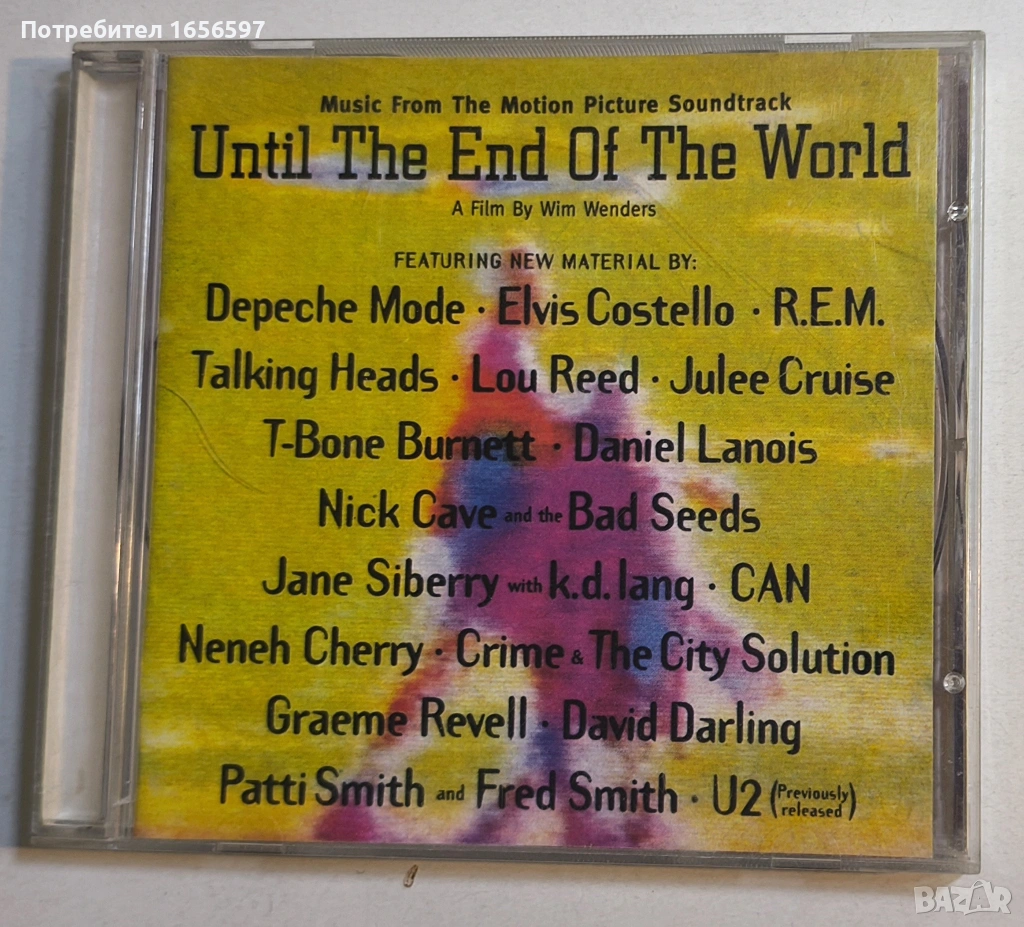 Потребител 1656597
Music From The Motion Picture Soundtrack
Until The End Of The World
A Film By Wim Wenders
FEATURING NEW MATERIAL BY:
Depeche Mode · Elvis Costello · R.E.M.
Talking Heads · Lou Reed · Julee Cruise
T-Bone Burnett · Daniel Lanois
Nick Cave and the Bad Seeds
Jane Siberry with k.d. lang · CAN
Neneh Cherry · Crime & The City Solution
Graeme Revell · David Darling
Patti Smith and Fred Smith · U2 (Previously released)
BAZAR